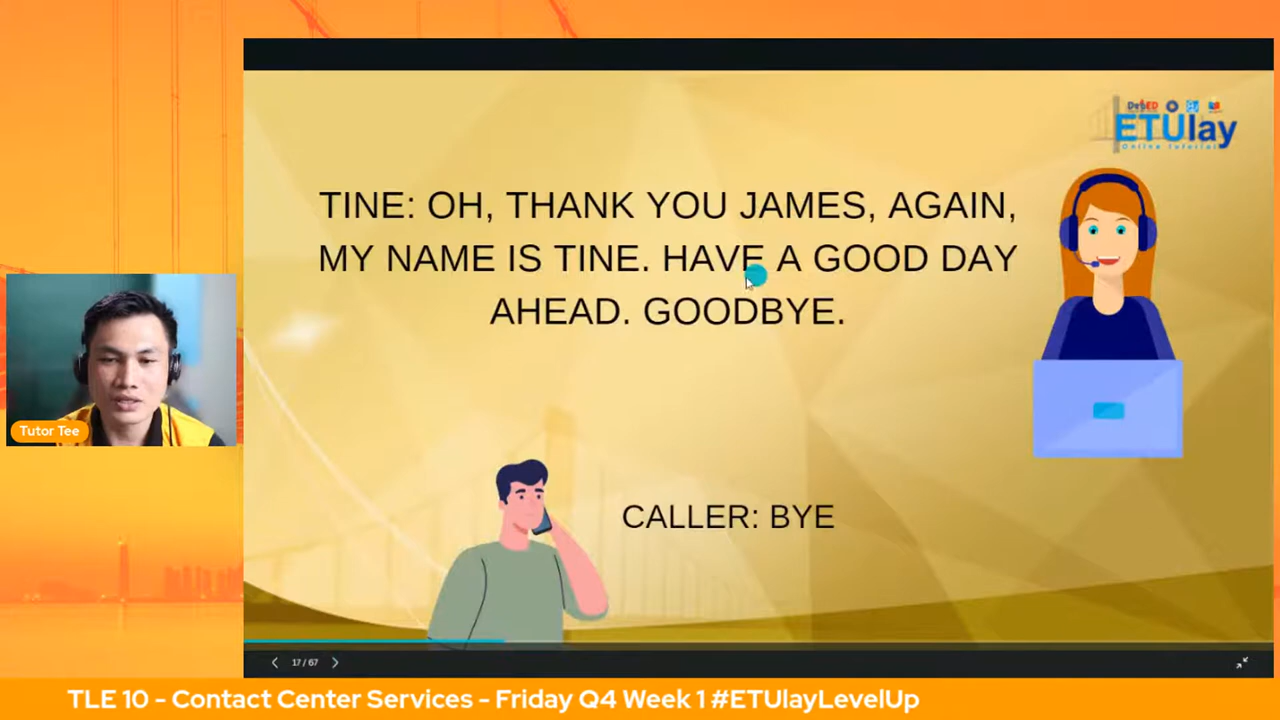 DepED
ETUlay
Online Tutorial
TINE: OH, THANK YOU JAMES, AGAIN,
MY NAME IS TINE. HAVE A GOOD DAY
AHEAD. GOODBYE.
Tutor Tee
CALLER: BYE
17 / 67
TLE 10 - Contact Center Services - Friday Q4 Week 1 #ETUlayLevelUp